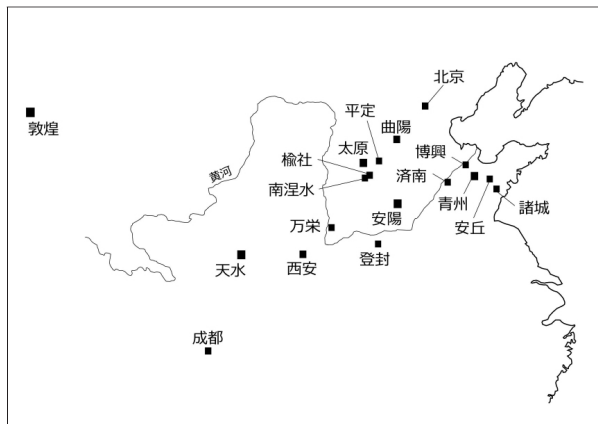 北京
敦煌
平定
曲陽
太原
博興
楡社
済南
黄河
南涅水
青州
安陽
諸城
万栄
安丘
登封
天水
西安
成都